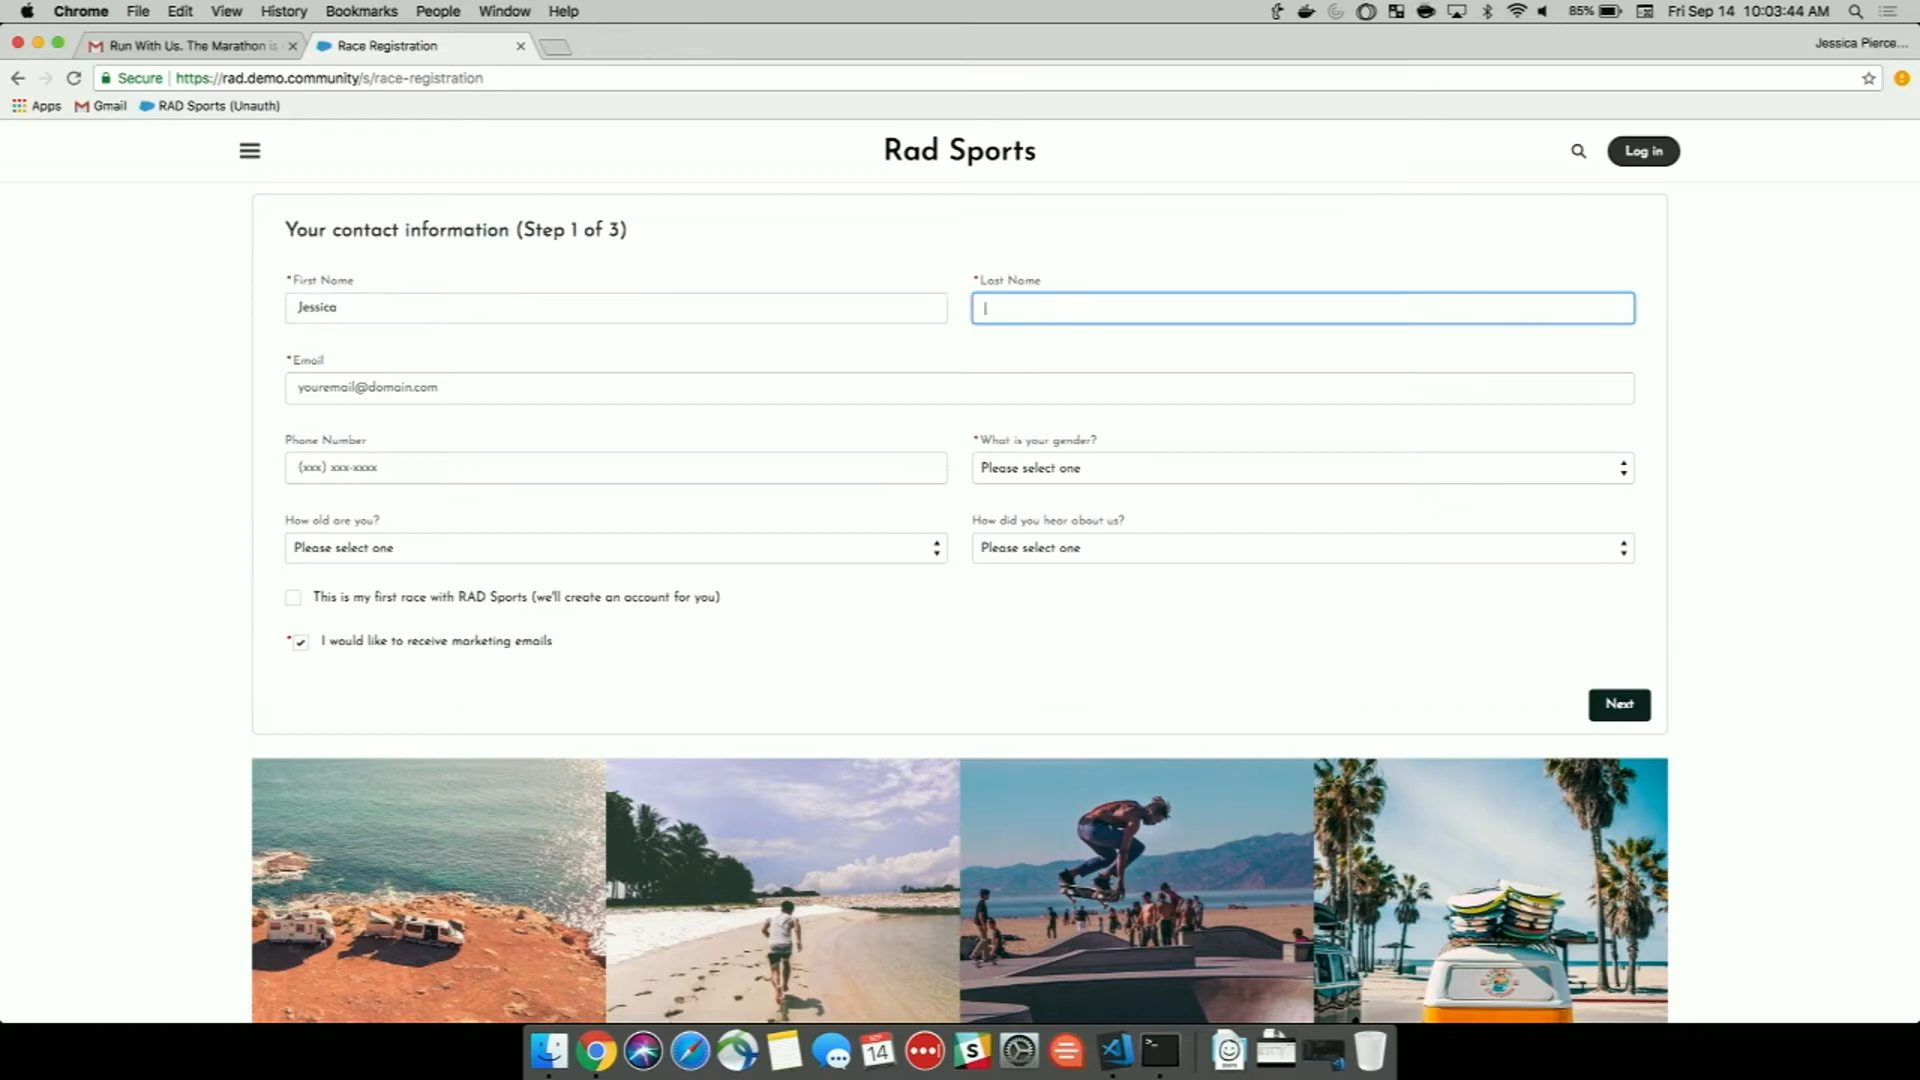 Chrome File Edit View History Bookmarks People Window Help
85% Fri Sep 14 10:03:44 AM
Run With Us. The Marathon is
Race Registration
Jessica Pierce...
Secure https://rad.demo.community/s/race-registration
Apps Gmail RAD Sports (Unauth)
Rad Sports
Log in
Your contact information (Step 1 of 3)
*First Name
*Last Name
Jessica
*Email
youremail@domain.com
Phone Number
*What is your gender?
(xxx) xxx-xxxx
Please select one
How old are you?
How did you hear about us?
Please select one
Please select one
This is my first race with RAD Sports (we'll create an account for you)
* I would like to receive marketing emails
Next
SEP
14
S
>_